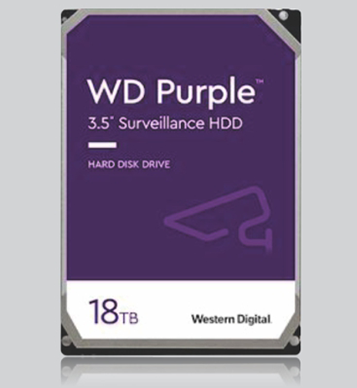 WD Purple™
3.5" Surveillance HDD
HARD DISK DRIVE
18TB
Western Digital.